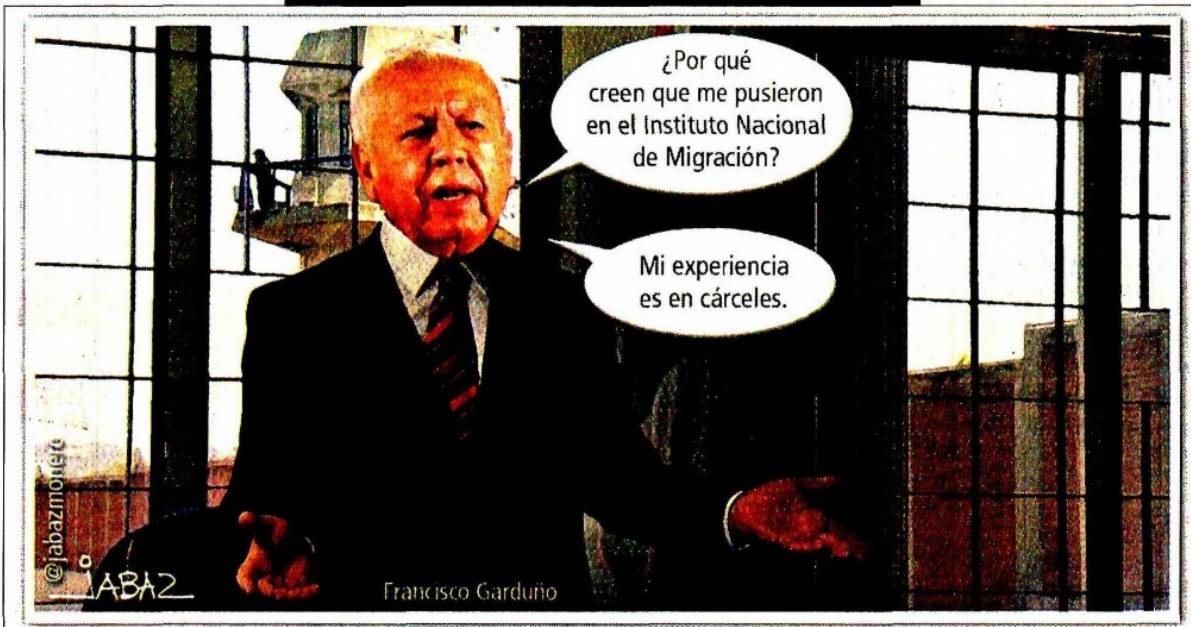 ¿Por qué
creen que me pusieron
en el Instituto Nacional
de Migración?
Mi experiencia
es en cárceles.
@jabazmonero
JABAZ
Francisco Garduño